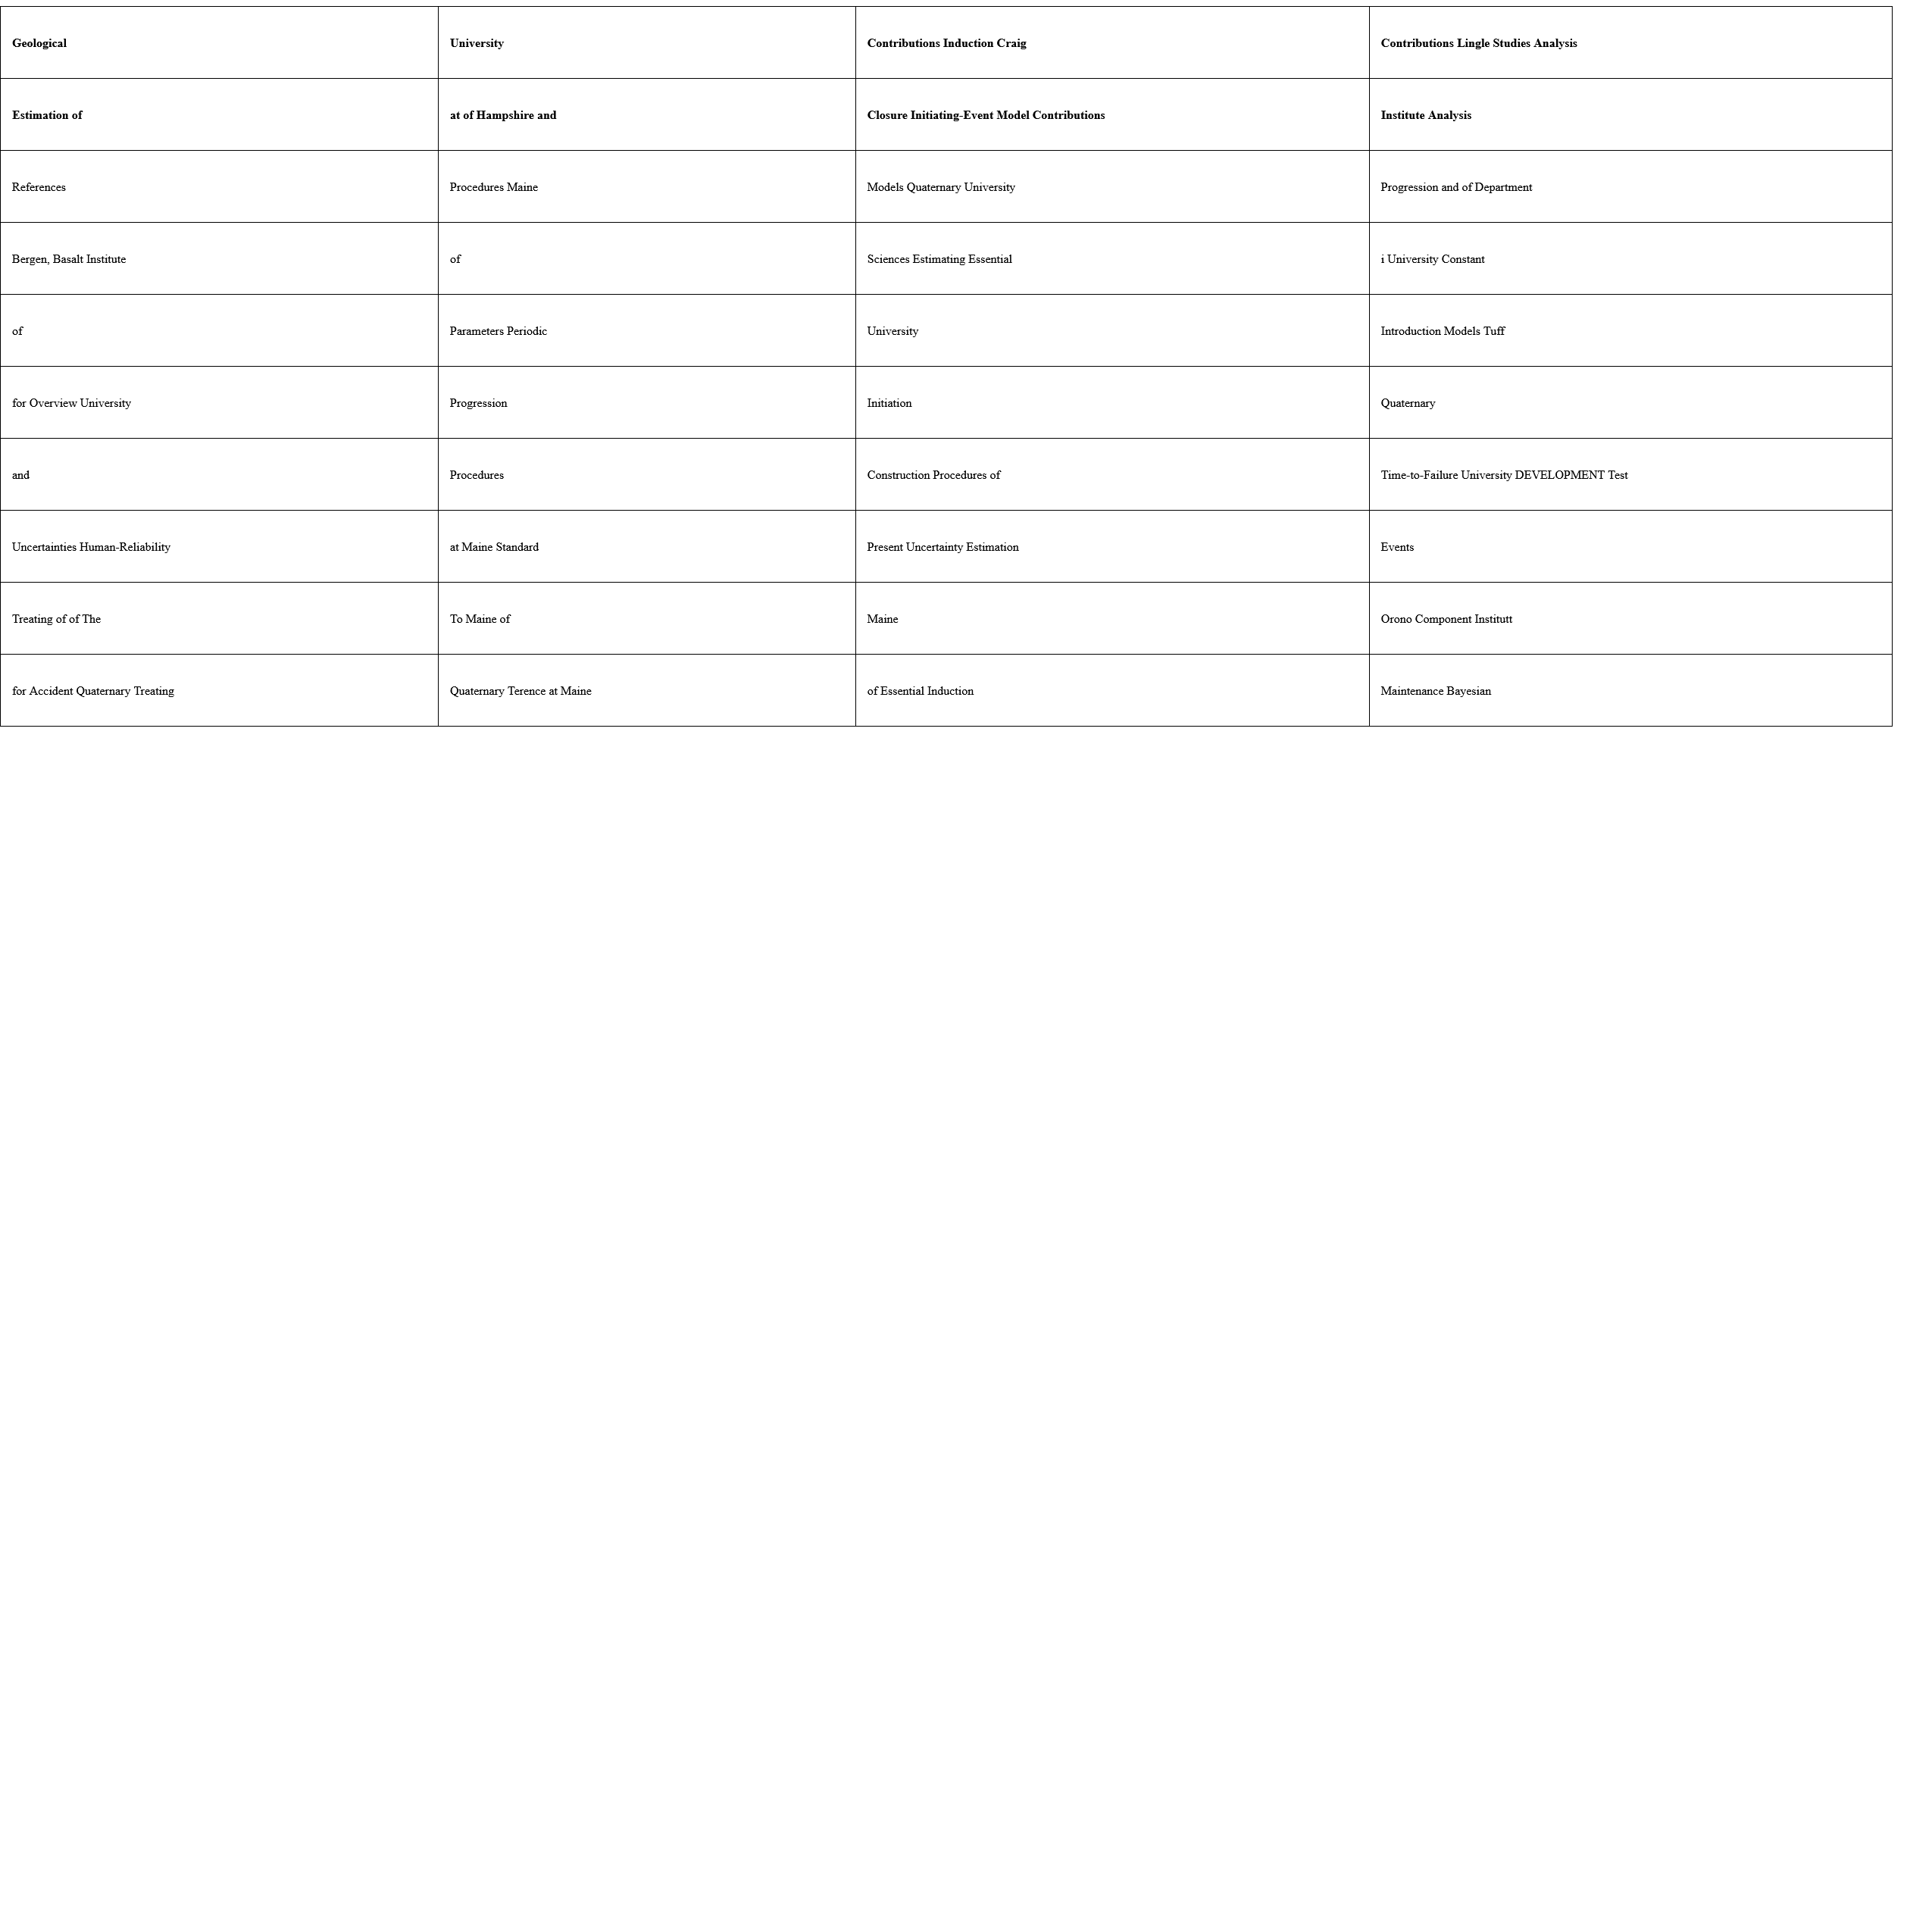 Geological University Contributions Induction Craig Contributions Lingle Studies Analysis
Estimation of at of Hampshire and Closure Initiating-Event Model Contributions Institute Analysis
References Procedures Maine Models Quaternary University Progression and of Department
Bergen, Basalt Institute of Sciences Estimating Essential i University Constant
of Parameters Periodic University Introduction Models Tuff
for Overview University Progression Initiation Quaternary
and Procedures Construction Procedures of Time-to-Failure University DEVELOPMENT Test
Uncertainties Human-Reliability at Maine Standard Present Uncertainty Estimation Events
Treating of of The To Maine of Maine Orono Component Institutt
for Accident Quaternary Treating Quaternary Terence at Maine of Essential Induction Maintenance Bayesian